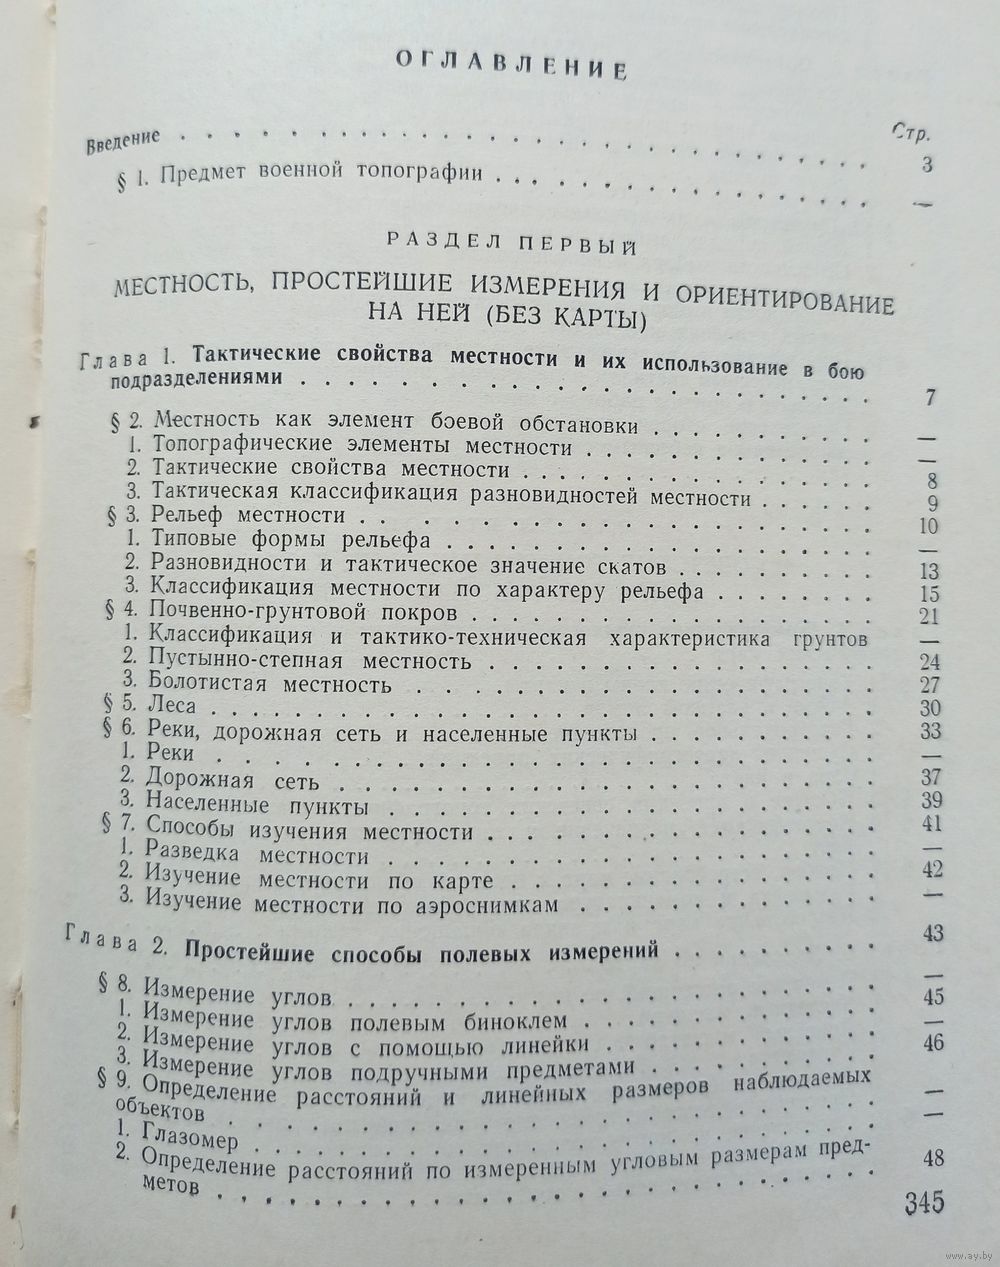 ОГЛАВЛЕНИЕ
Стр.
Введение . . . . . . . . . . . . . . . . . . . . . . . . 3
§ 1. Предмет военной топографии . . . . . . . . . . . . . —
РАЗДЕЛ ПЕРВЫЙ
МЕСТНОСТЬ, ПРОСТЕЙШИЕ ИЗМЕРЕНИЯ И ОРИЕНТИРОВАНИЕ
НА НЕЙ (БЕЗ КАРТЫ)
Глава 1. Тактические свойства местности и их использование в бою
подразделениями . . . . . . . . . . . . . . . . . . . . 7
§ 2. Местность как элемент боевой обстановки . . . . . . . . —
1. Топографические элементы местности . . . . . . . . . . —
2. Тактические свойства местности . . . . . . . . . . . . 8
3. Тактическая классификация разновидностей местности . . . . . . 9
§ 3. Рельеф местности . . . . . . . . . . . . . . . . . . 10
1. Типовые формы рельефа . . . . . . . . . . . . . . . —
2. Разновидности и тактическое значение скатов . . . . . . . 13
3. Классификация местности по характеру рельефа . . . . . . 15
§ 4. Почвенно-грунтовой покров . . . . . . . . . . . . . . 21
1. Классификация и тактико-техническая характеристика грунтов —
2. Пустынно-степная местность . . . . . . . . . . . . . 24
3. Болотистая местность . . . . . . . . . . . . . . . . 27
§ 5. Леса . . . . . . . . . . . . . . . . . . . . . . . 30
§ 6. Реки, дорожная сеть и населенные пункты . . . . . . . . 33
1. Реки . . . . . . . . . . . . . . . . . . . . . . —
2. Дорожная сеть . . . . . . . . . . . . . . . . . . 37
3. Населенные пункты . . . . . . . . . . . . . . . . . 39
§ 7. Способы изучения местности . . . . . . . . . . . . . 41
1. Разведка местности . . . . . . . . . . . . . . . . . —
2. Изучение местности по карте . . . . . . . . . . . . . 42
3. Изучение местности по аэроснимкам . . . . . . . . . . —
Глава 2. Простейшие способы полевых измерений . . . . . . . 43
§ 8. Измерение углов . . . . . . . . . . . . . . . . . . —
1. Измерение углов полевым биноклем . . . . . . . . . . 45
2. Измерение углов с помощью линейки . . . . . . . . . . —
3. Измерение углов подручными предметами . . . . . . . . 46
§ 9. Определение расстояний и линейных размеров наблюдаемых
объектов . . . . . . . . . . . . . . . . . . . . . . —
1. Глазомер . . . . . . . . . . . . . . . . . . . . . —
2. Определение расстояний по измеренным угловым размерам пред-
метов . . . . . . . . . . . . . . . . . . . . . . . 48
345
www.ay.by